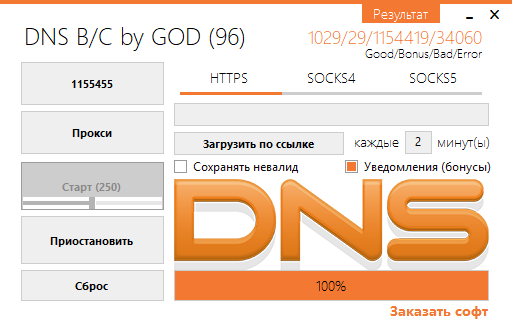 Результат
DNS B/C by GOD (96)
1029/29/1154419/34060
Good/Bonus/Bad/Error
1155455
HTTPS SOCKS4 SOCKS5
Прокси
Загрузить по ссылке каждые 2 минут(ы)
Сохранять невалид Уведомления (бонусы)
Старт (250)
DNS
Приостановить
Сброс
100%
Заказать софт